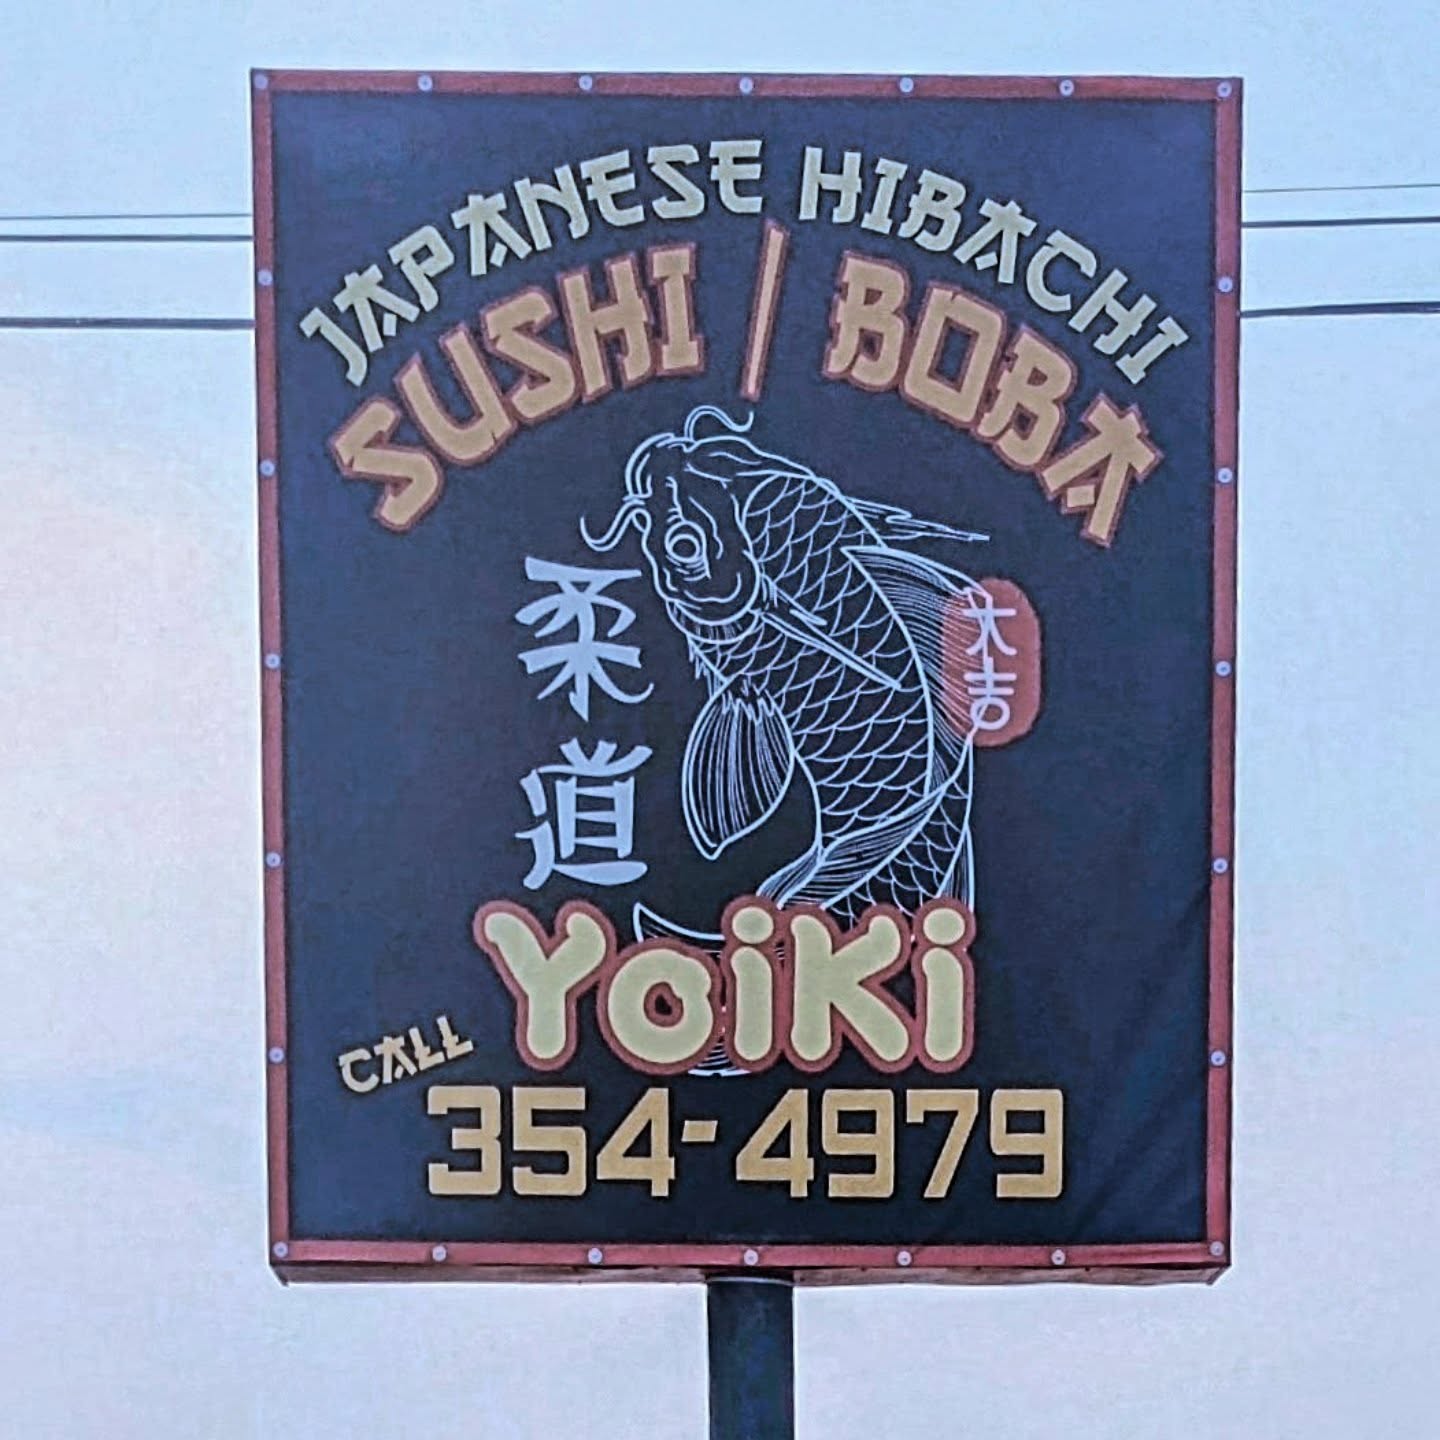 JAPANESE HIBACHI
SUSHI | BOBA
柔道
大吉
YoiKi
CALL
354-4979